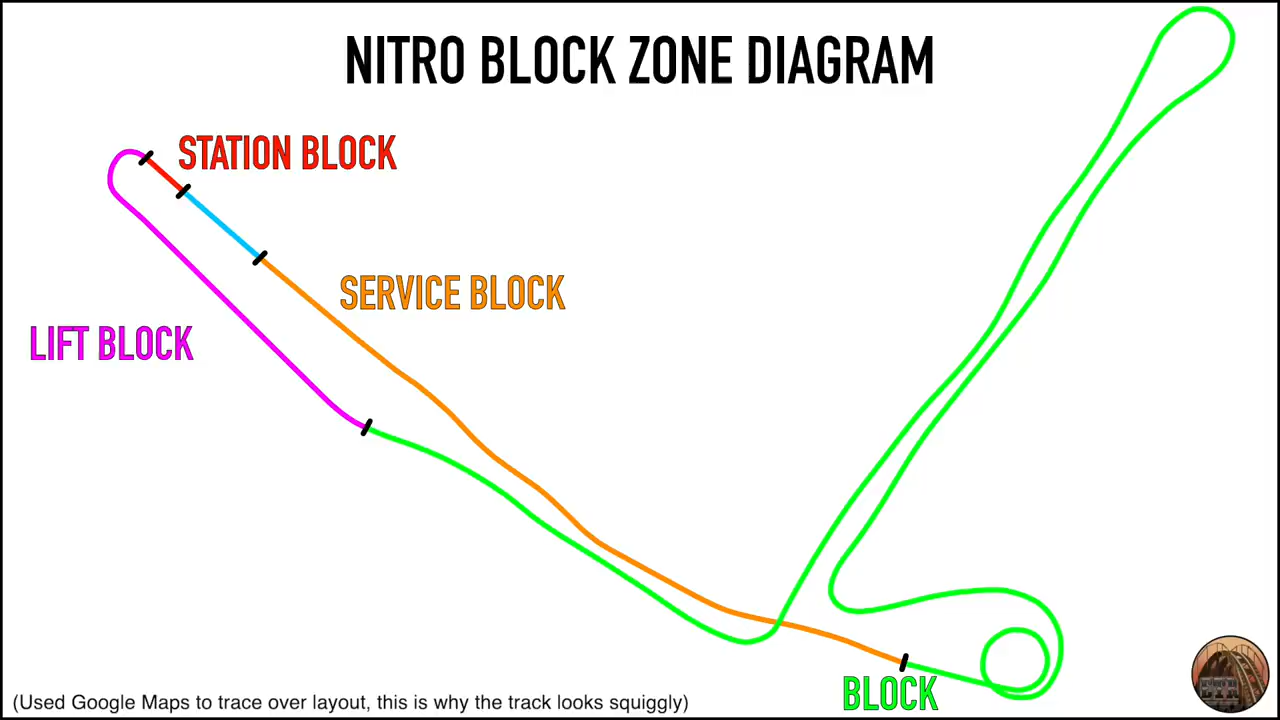 NITRO BLOCK ZONE DIAGRAM
STATION BLOCK
SERVICE BLOCK
LIFT BLOCK
BLOCK
(Used Google Maps to trace over layout, this is why the track looks squiggly)